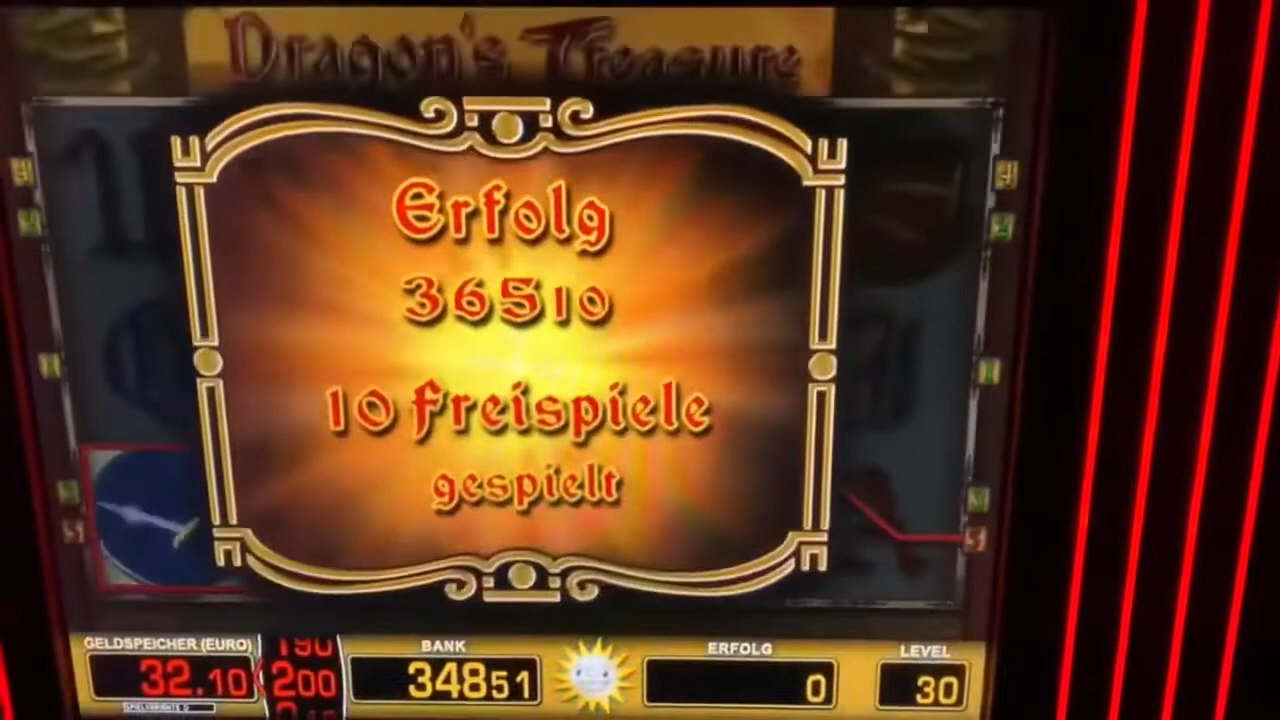 Dragon's Treasure
Erfolg
36510
10 Freispiele
gespielt
GELDSPEICHER (EURO)
BANK
ERFOLG
LEVEL
190
32.10
200
34851
0
30